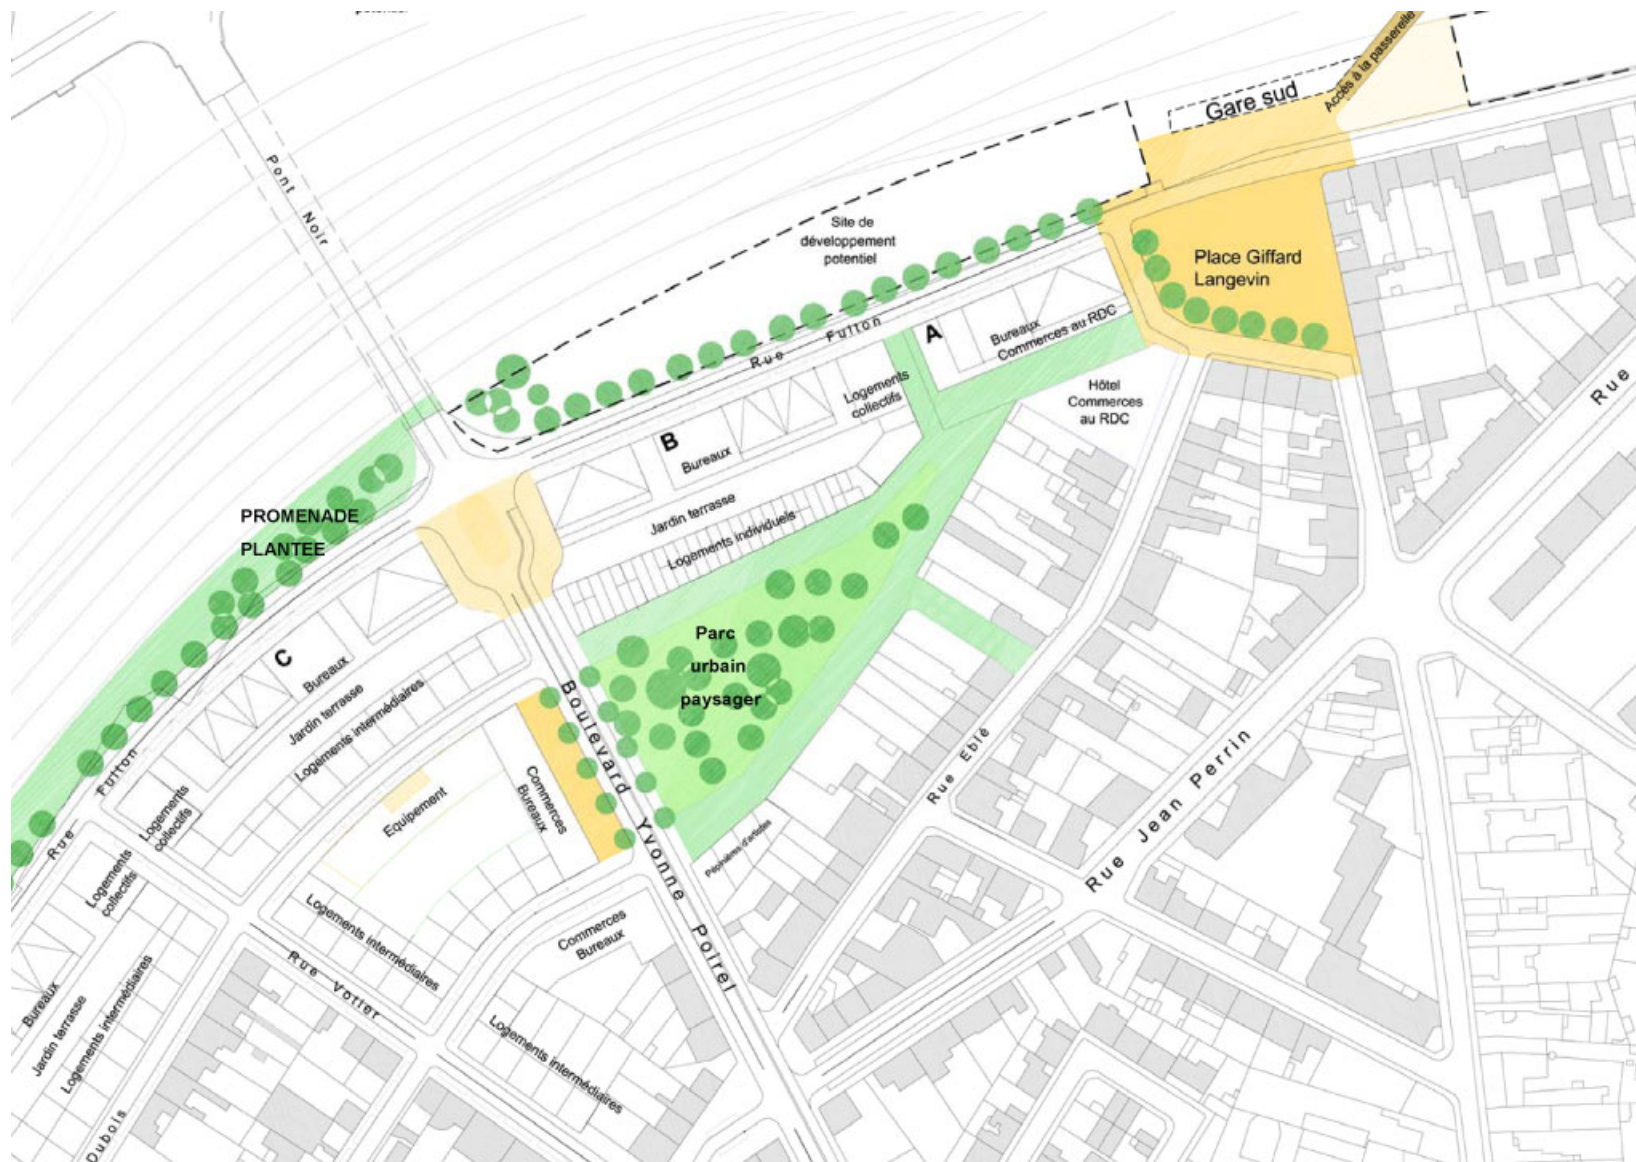 Accès à la passerelle
Gare sud
Pont Noir
Site de
développement
potentiel
Place Giffard
Langevin
Rue Fulton
A
Bureaux
Commerces au RDC
Hôtel
Commerces
au RDC
Logements
collectifs
B
Bureaux
Jardin terrasse
Logements individuels
Rue
PROMENADE
PLANTEE
C
Bureaux
Jardin terrasse
Logements intermédiaires
Parc
urbain
paysager
Boulevard Yvonne Poirel
Rue Eblé
Rue Jean Perrin
Rue Fulton
Logements
collectifs
Equipement
Commerces
Bureaux
Pépinières d'artistes
Logements
collectifs
Logements intermédiaires
Commerces
Bureaux
Rue Votier
Bureaux
Jardin terrasse
Logements intermédiaires
Logements intermédiaires
Dubois